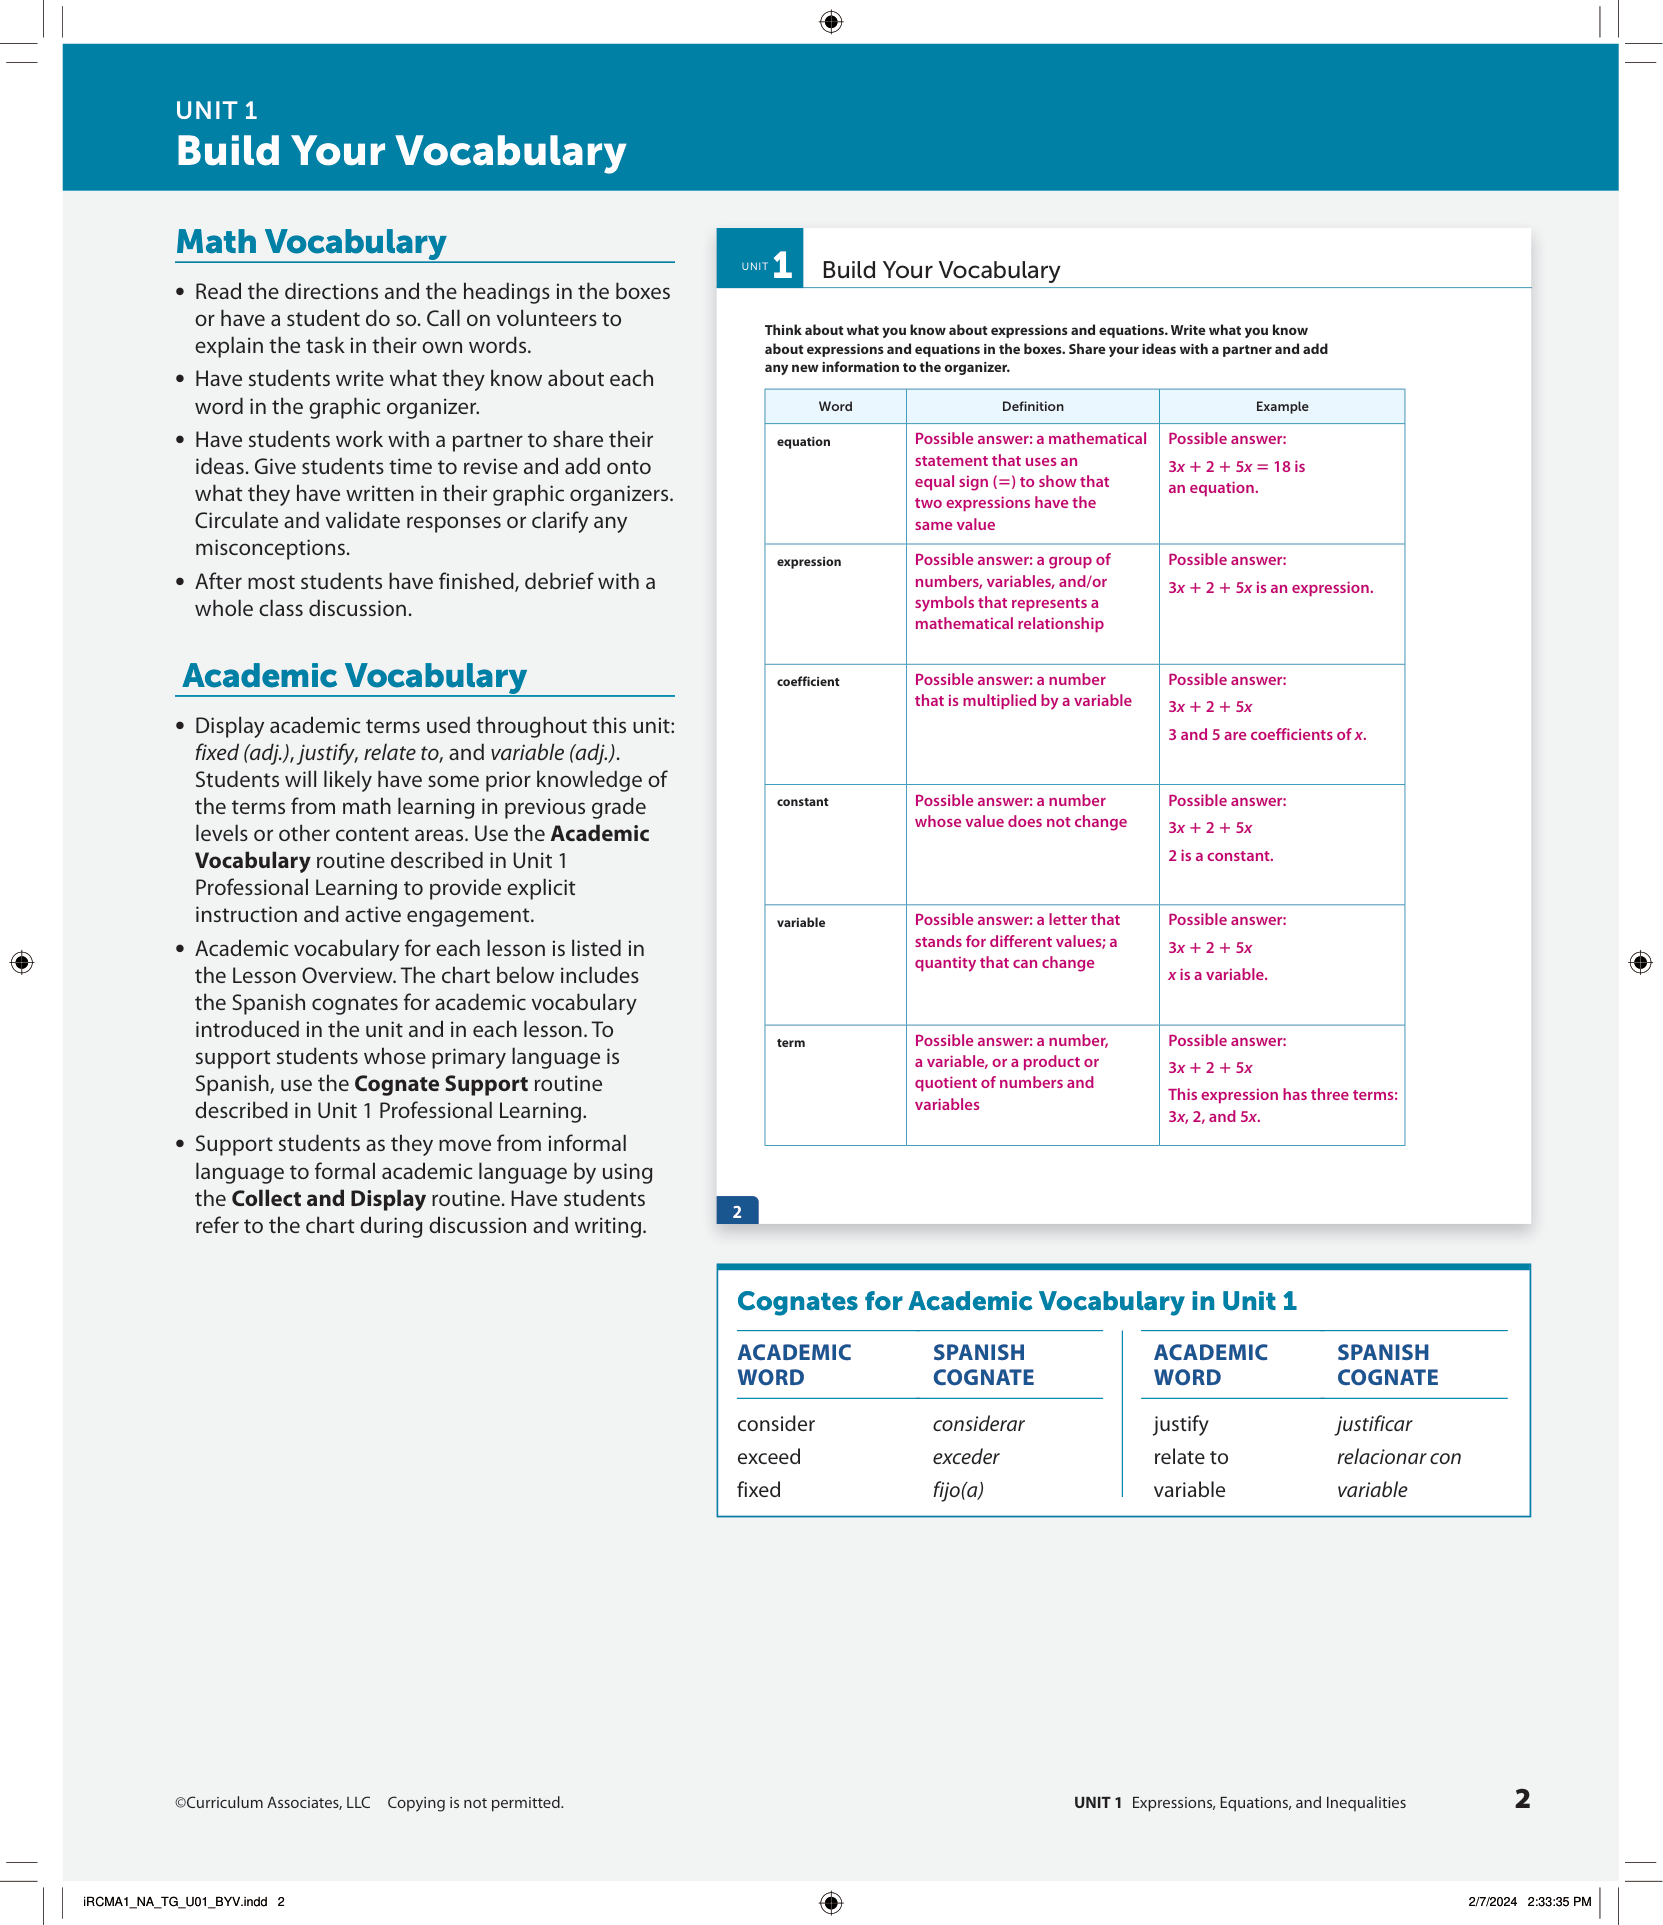 UNIT 1
Build Your Vocabulary
Math Vocabulary
• Read the directions and the headings in the boxes
or have a student do so. Call on volunteers to
explain the task in their own words.
• Have students write what they know about each
word in the graphic organizer.
• Have students work with a partner to share their
ideas. Give students time to revise and add onto
what they have written in their graphic organizers.
Circulate and validate responses or clarify any
misconceptions.
• After most students have finished, debrief with a
whole class discussion.
Academic Vocabulary
• Display academic terms used throughout this unit:
fixed (adj.), justify, relate to, and variable (adj.).
Students will likely have some prior knowledge of
the terms from math learning in previous grade
levels or other content areas. Use the Academic
Vocabulary routine described in Unit 1
Professional Learning to provide explicit
instruction and active engagement.
• Academic vocabulary for each lesson is listed in
the Lesson Overview. The chart below includes
the Spanish cognates for academic vocabulary
introduced in the unit and in each lesson. To
support students whose primary language is
Spanish, use the Cognate Support routine
described in Unit 1 Professional Learning.
• Support students as they move from informal
language to formal academic language by using
the Collect and Display routine. Have students
refer to the chart during discussion and writing.
UNIT 1 Build Your Vocabulary
Think about what you know about expressions and equations. Write what you know
about expressions and equations in the boxes. Share your ideas with a partner and add
any new information to the organizer.
Word Definition Example
equation
Possible answer: a mathematical
statement that uses an
equal sign (=) to show that
two expressions have the
same value
Possible answer:
3x + 2 + 5x = 18 is
an equation.
expression
Possible answer: a group of
numbers, variables, and/or
symbols that represents a
mathematical relationship
Possible answer:
3x + 2 + 5x is an expression.
coefficient
Possible answer: a number
that is multiplied by a variable
Possible answer:
3x + 2 + 5x
3 and 5 are coefficients of x.
constant
Possible answer: a number
whose value does not change
Possible answer:
3x + 2 + 5x
2 is a constant.
variable
Possible answer: a letter that
stands for different values; a
quantity that can change
Possible answer:
3x + 2 + 5x
x is a variable.
term
Possible answer: a number,
a variable, or a product or
quotient of numbers and
variables
Possible answer:
3x + 2 + 5x
This expression has three terms:
3x, 2, and 5x.
2
Cognates for Academic Vocabulary in Unit 1
ACADEMIC WORD SPANISH COGNATE
consider considerar
exceed exceder
fixed fijo(a)
ACADEMIC WORD SPANISH COGNATE
justify justificar
relate to relacionar con
variable variable
©Curriculum Associates, LLC Copying is not permitted.
UNIT 1 Expressions, Equations, and Inequalities 2
iRCMA1_NA_TG_U01_BYV.indd 2
2/7/2024 2:33:35 PM